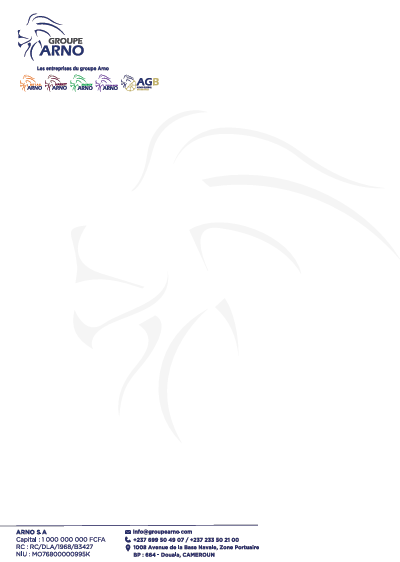 GROUPE
ARNO
Les entreprises du groupe Arno
ARNO
ARNO
ARNO
ARNO
AGB
ARNO S.A
Capital : 1 000 000 000 FCFA
RC : RC/DLA/1968/B3427
NIU : MO76800000995K
info@groupearno.com
+237 699 50 49 07 / +237 233 50 21 00
1008 Avenue de la Base Navale, Zone Portuaire
BP : 664 - Douala, CAMEROUN